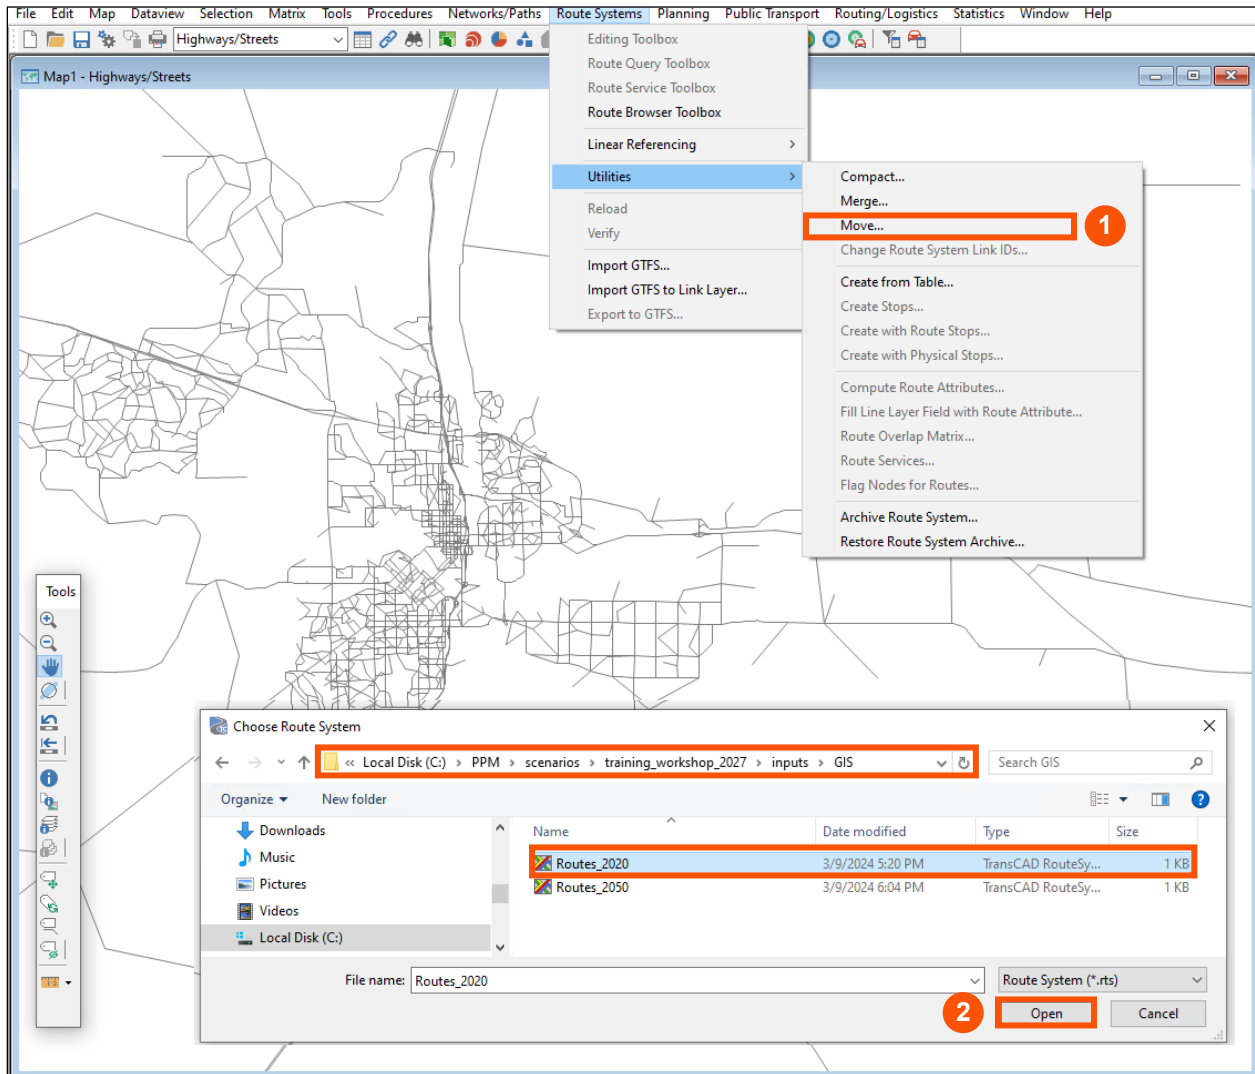 File Edit Map Dataview Selection Matrix Tools Procedures Networks/Paths Route Systems Planning Public Transport Routing/Logistics Statistics Window Help
Highways/Streets
Map1 - Highways/Streets
Editing Toolbox
Route Query Toolbox
Route Service Toolbox
Route Browser Toolbox
Linear Referencing
Utilities
Reload
Verify
Import GTFS...
Import GTFS to Link Layer...
Export to GTFS...
Compact...
Merge...
Move...
1
Change Route System Link IDs...
Create from Table...
Create Stops...
Create with Route Stops...
Create with Physical Stops...
Compute Route Attributes...
Fill Line Layer Field with Route Attribute...
Route Overlap Matrix...
Route Services...
Flag Nodes for Routes...
Archive Route System...
Restore Route System Archive...
Tools
Choose Route System
« Local Disk (C:) › PPM › scenarios › training_workshop_2027 › inputs › GIS
Search GIS
Organize New folder
Downloads
Music
Pictures
Videos
Local Disk (C:)
Name Date modified Type Size
Routes_2020 3/9/2024 5:20 PM TransCAD RouteSy... 1 KB
Routes_2050 3/9/2024 6:04 PM TransCAD RouteSy... 1 KB
File name: Routes_2020 Route System (*.rts)
2 Open Cancel